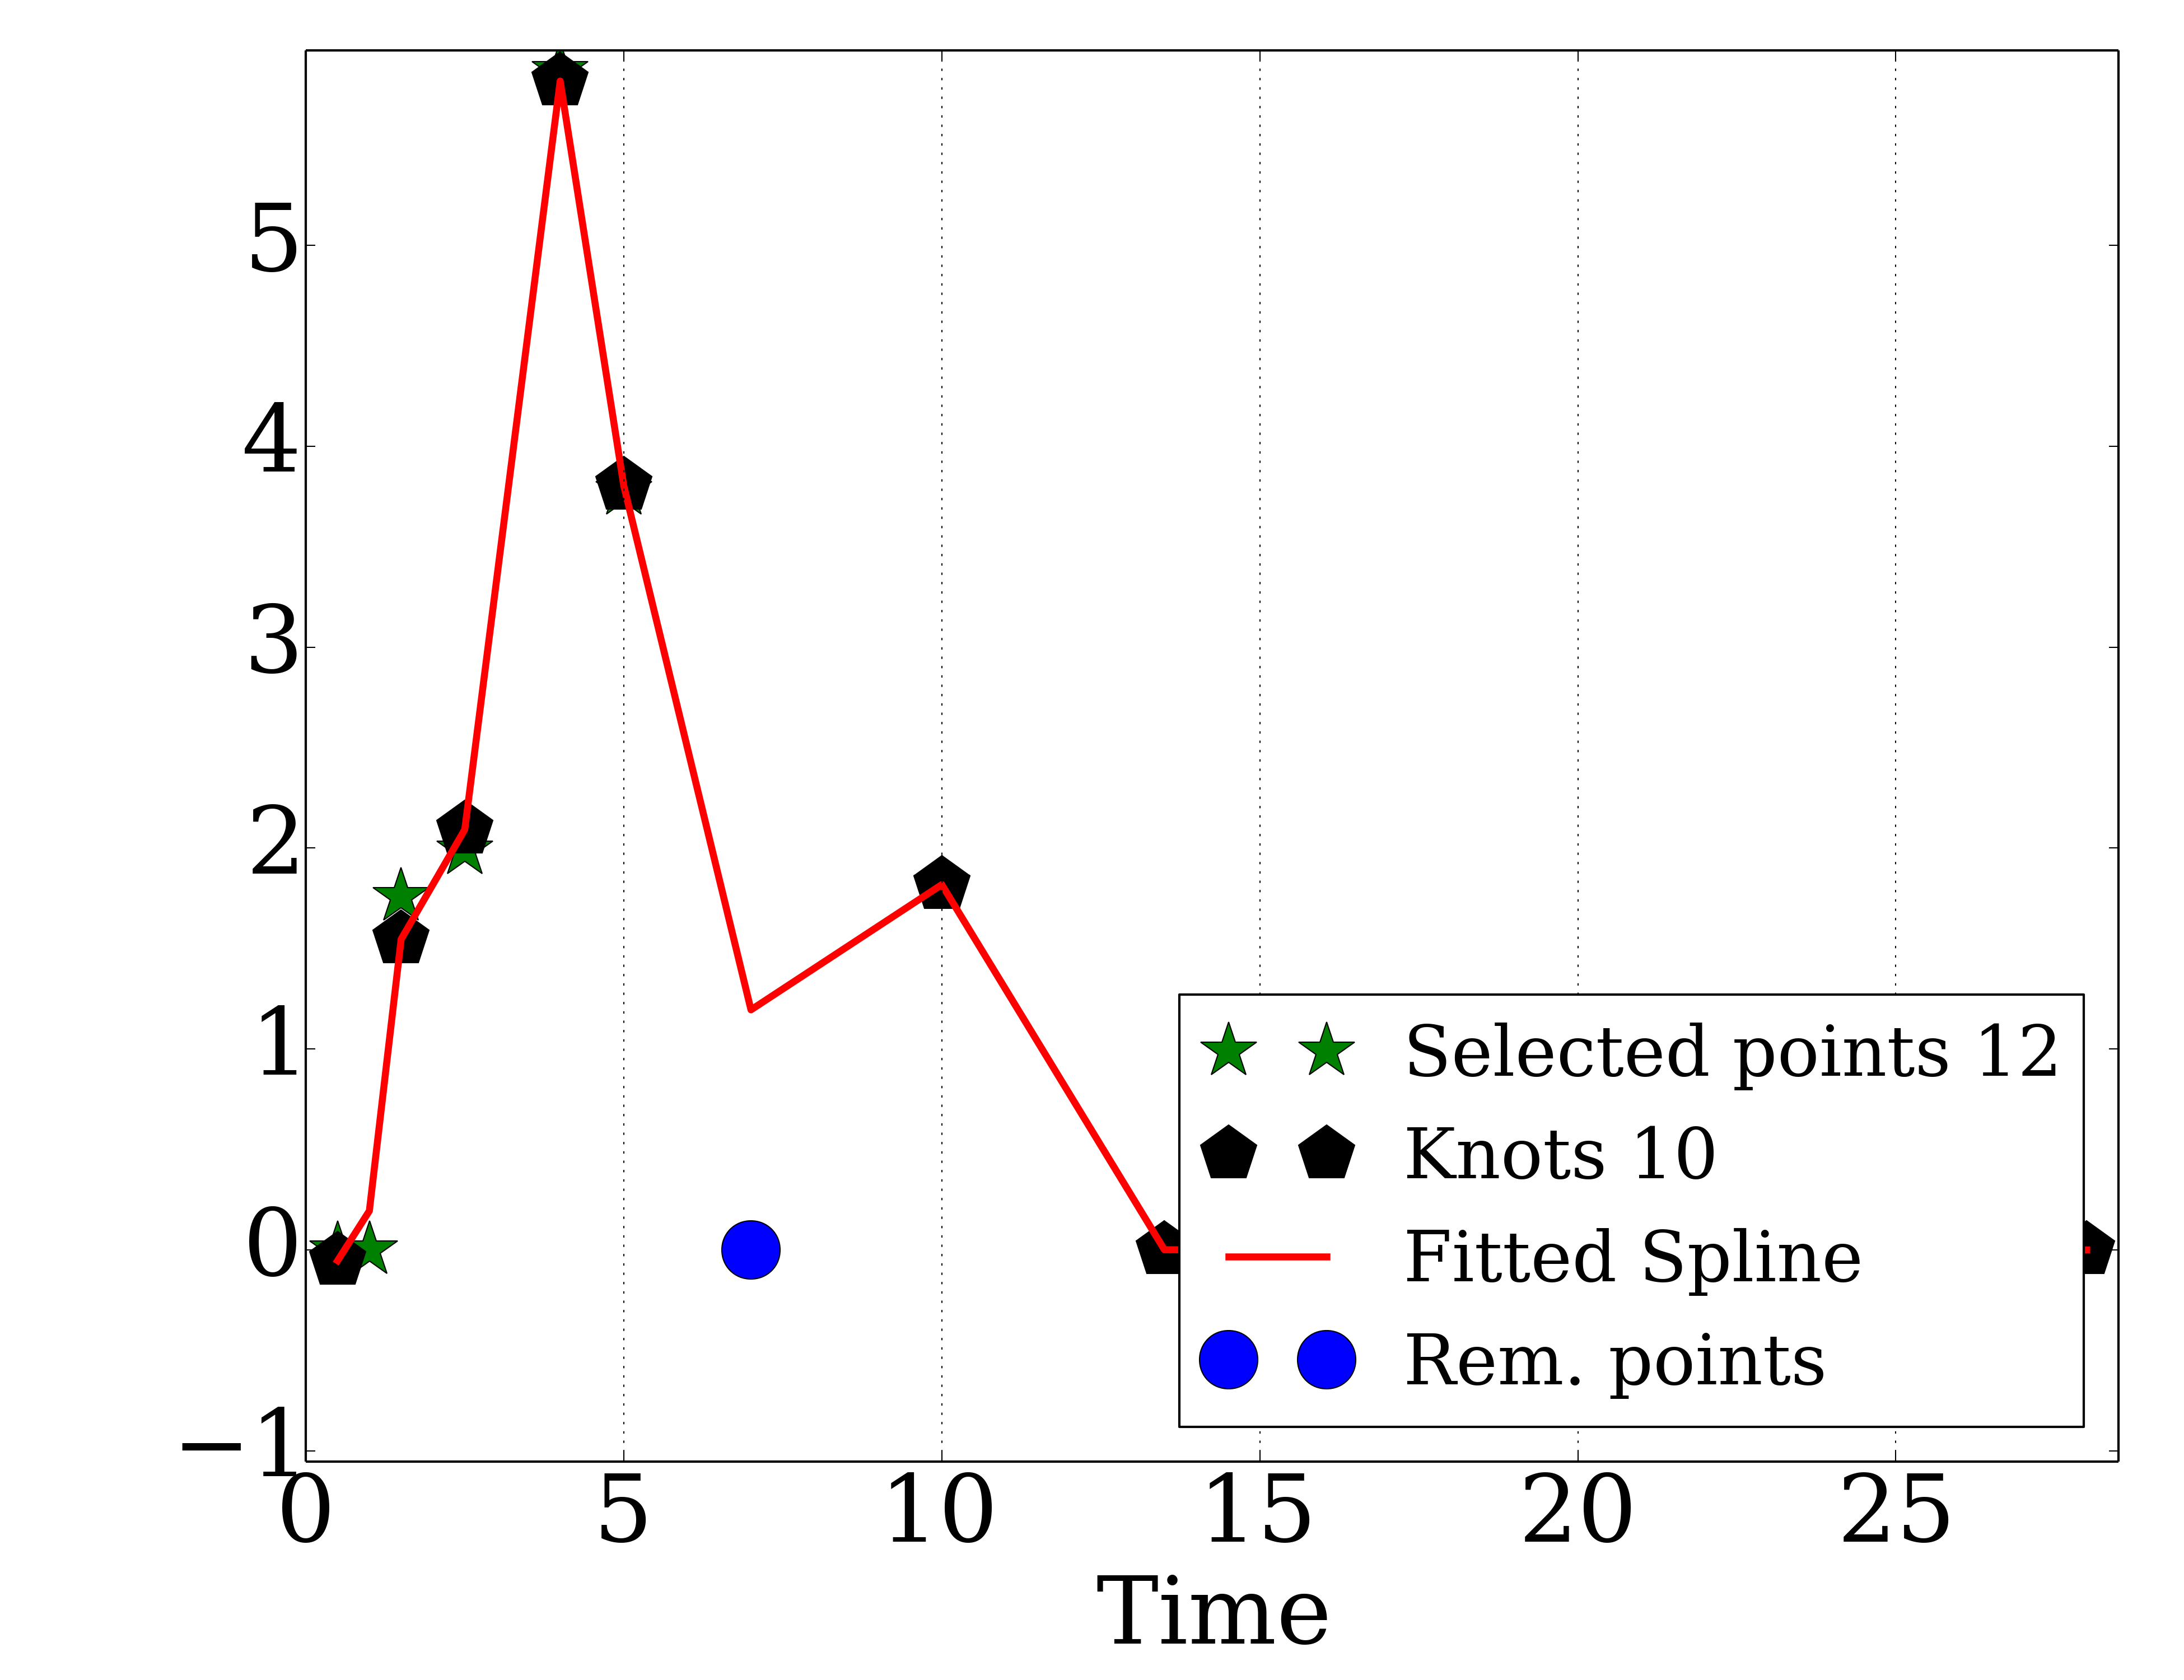 5
4
3
2
1
0
−1
0 5 10 15 20 25
Time
Selected points 12
Knots 10
Fitted Spline
Rem. points